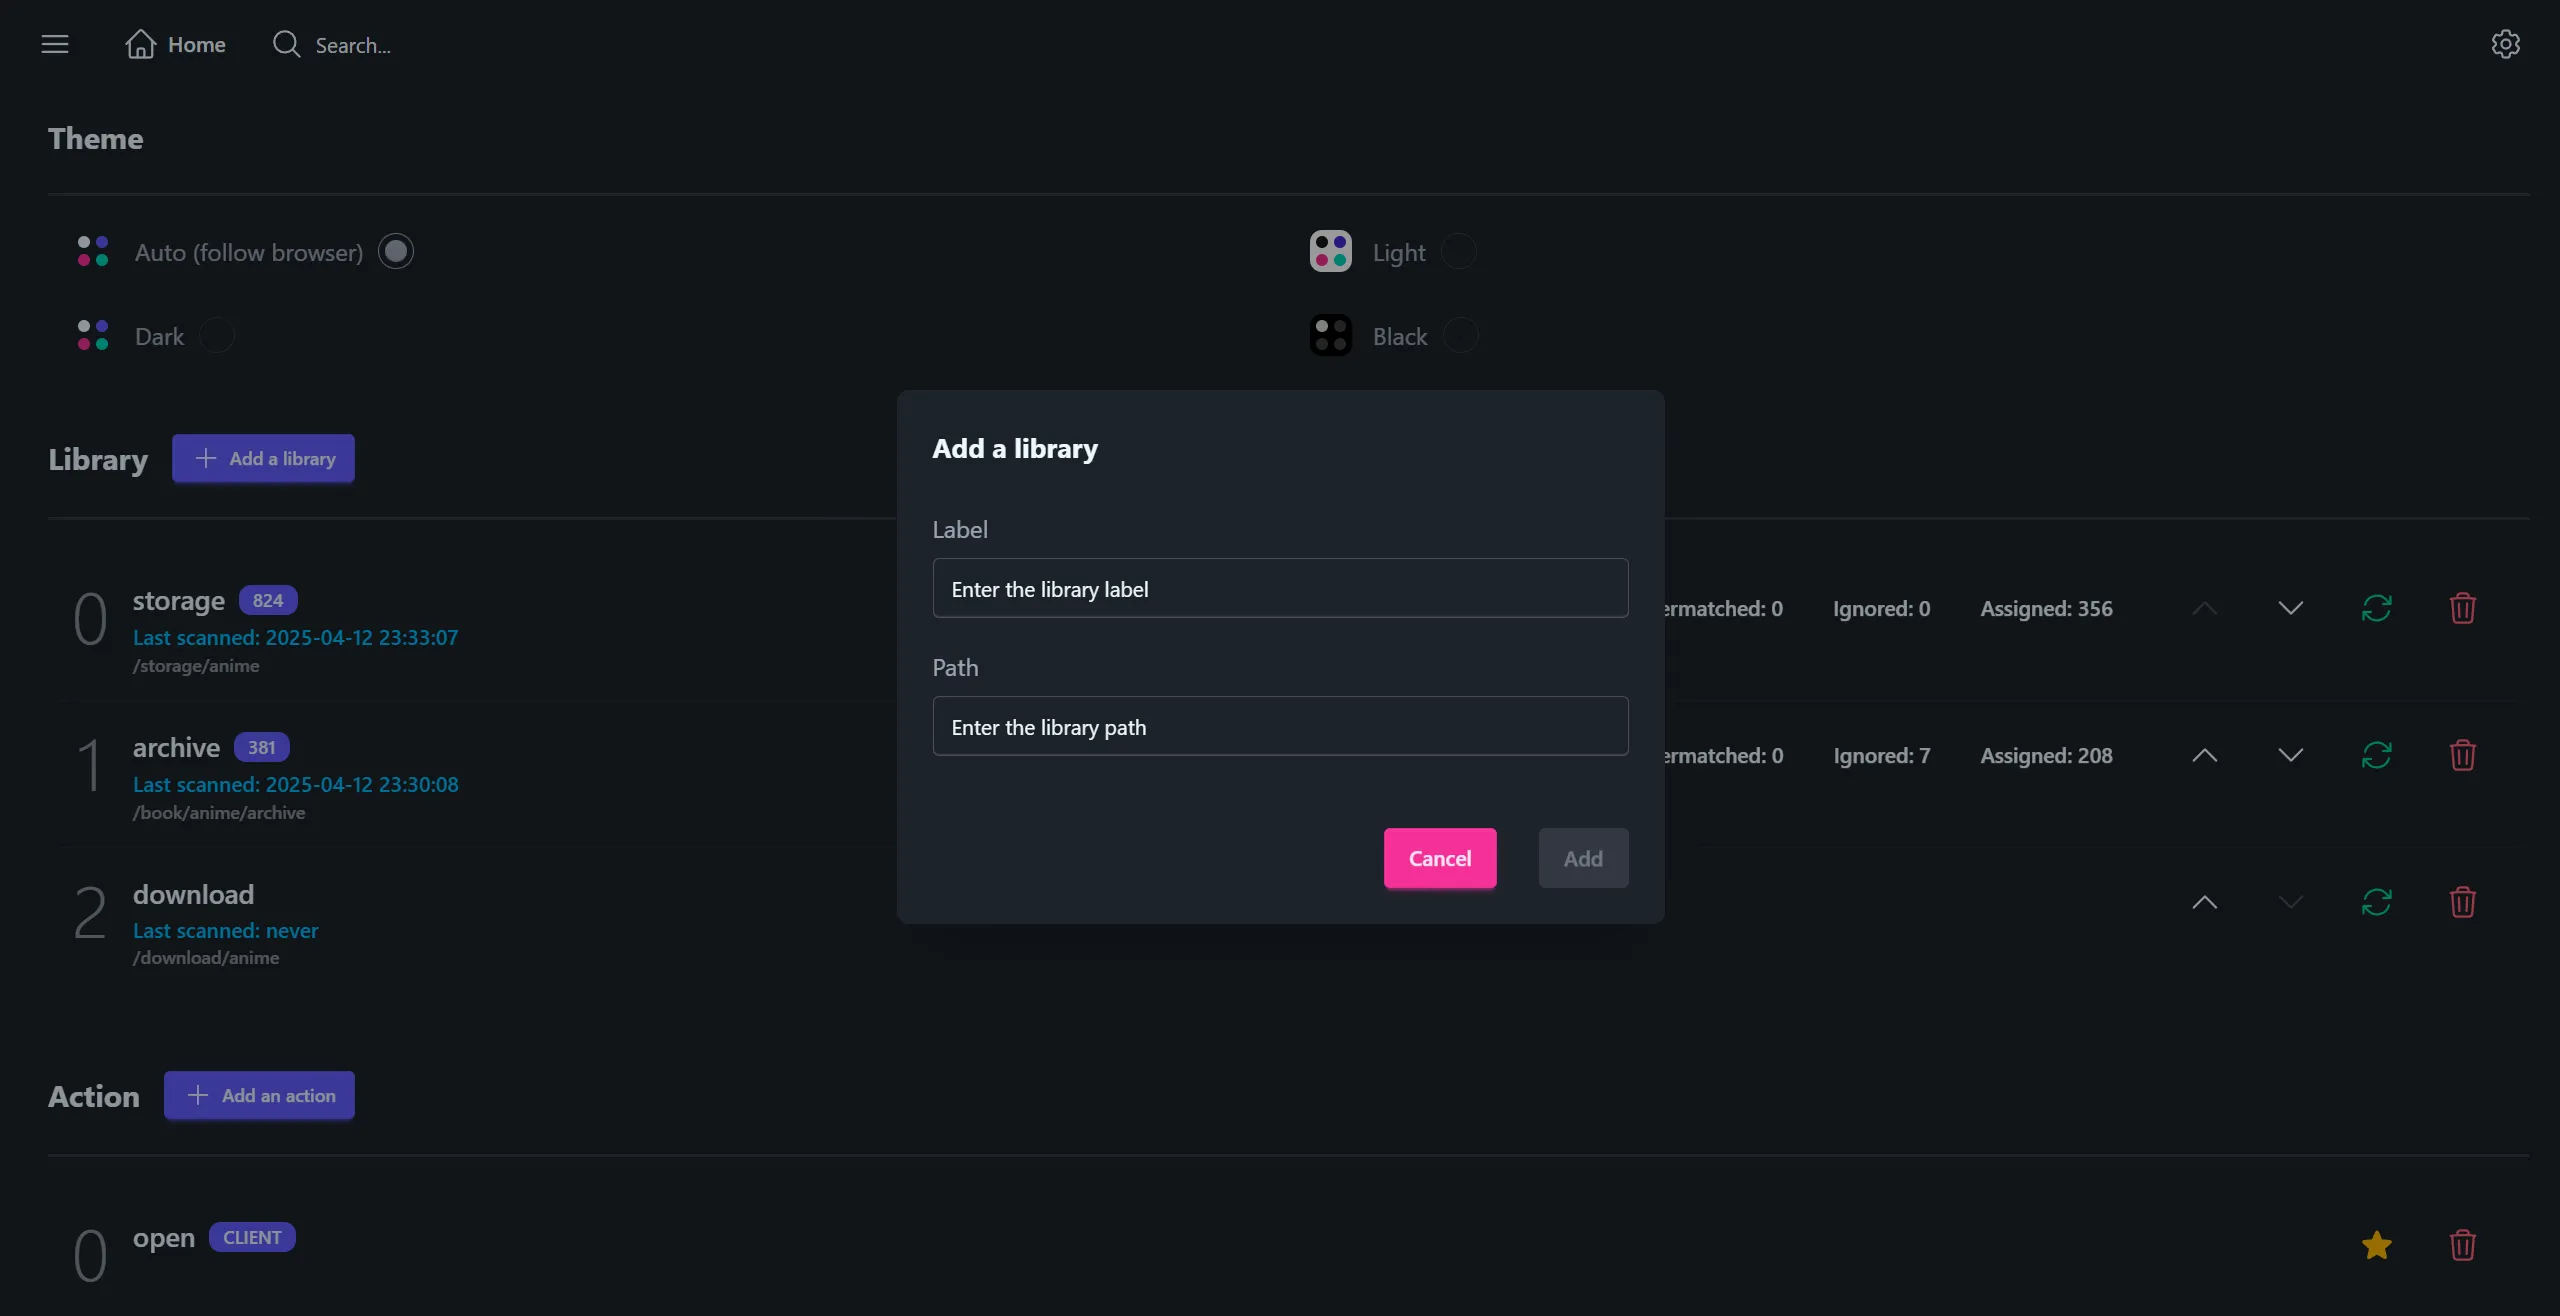 Home
Search...
Theme
Auto (follow browser)
Light
Dark
Black
Library
Add a library
0
storage 824
Last scanned: 2025-04-12 23:33:07
/storage/anime
ermatched: 0
Ignored: 0
Assigned: 356
1
archive 381
Last scanned: 2025-04-12 23:30:08
/book/anime/archive
ermatched: 0
Ignored: 7
Assigned: 208
2
download
Last scanned: never
/download/anime
Add a library
Label
Enter the library label
Path
Enter the library path
Cancel
Add
Action
Add an action
0
open CLIENT